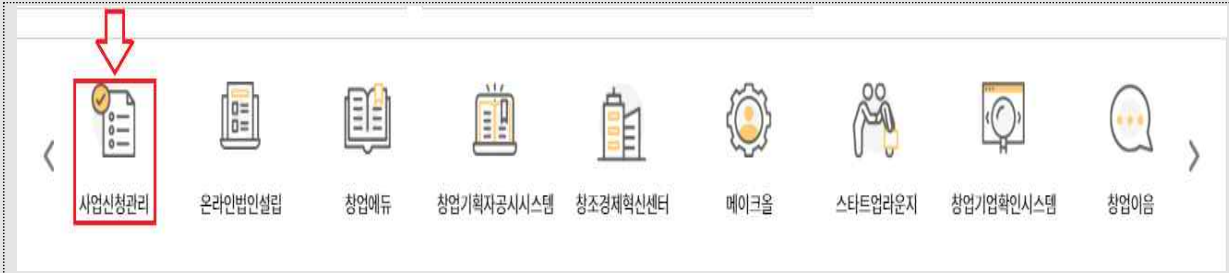 사업신청관리 온라인법인설립 창업에듀 창업기획자공시시스템 창조경제혁신센터 메이크올 스타트업라운지 창업기업확인시스템 창업이음